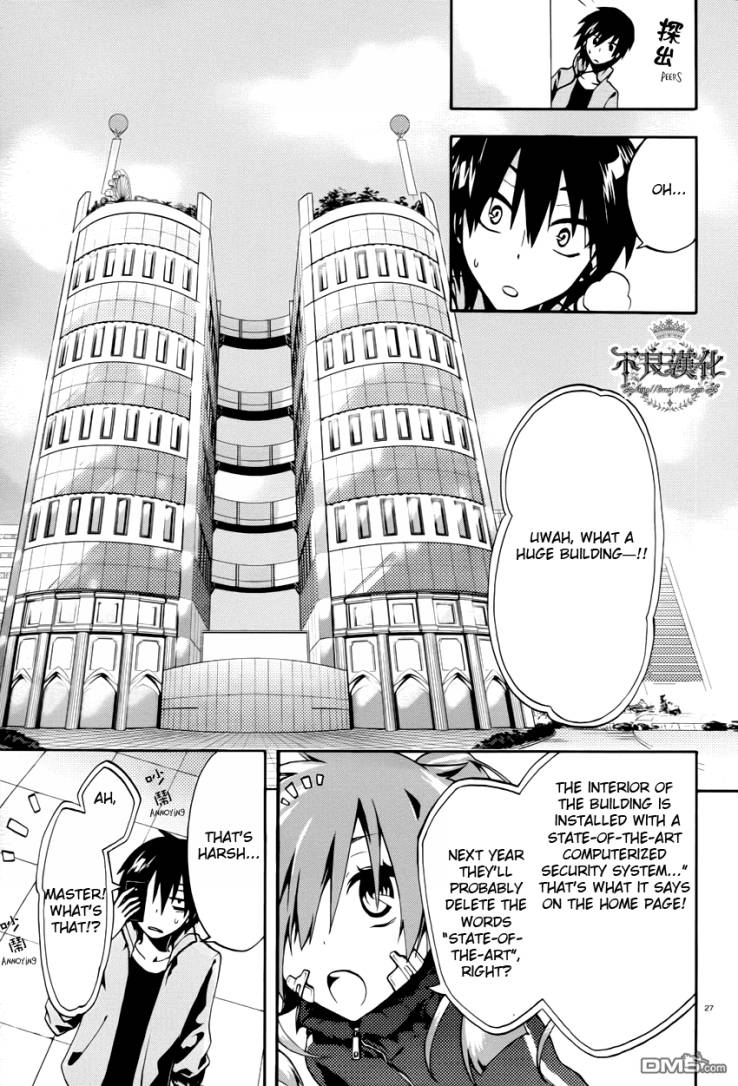 探出
PEERS
OH...
不良漢化
UWAH, WHAT A
HUGE BUILDING—!!
THE INTERIOR OF
THE BUILDING IS
INSTALLED WITH A
STATE-OF-THE-ART
COMPUTERIZED
SECURITY SYSTEM..."
THAT'S WHAT IT SAYS
ON THE HOME PAGE!
NEXT YEAR
THEY'LL
PROBABLY
DELETE THE
WORDS
"STATE-OF-
THE-ART",
RIGHT?
THAT'S
HARSH...
吵
鬧
ANNOYING
AH,
MASTER!
WHAT'S
THAT!?
吵
鬧
ANNOYING
27
DM5.com